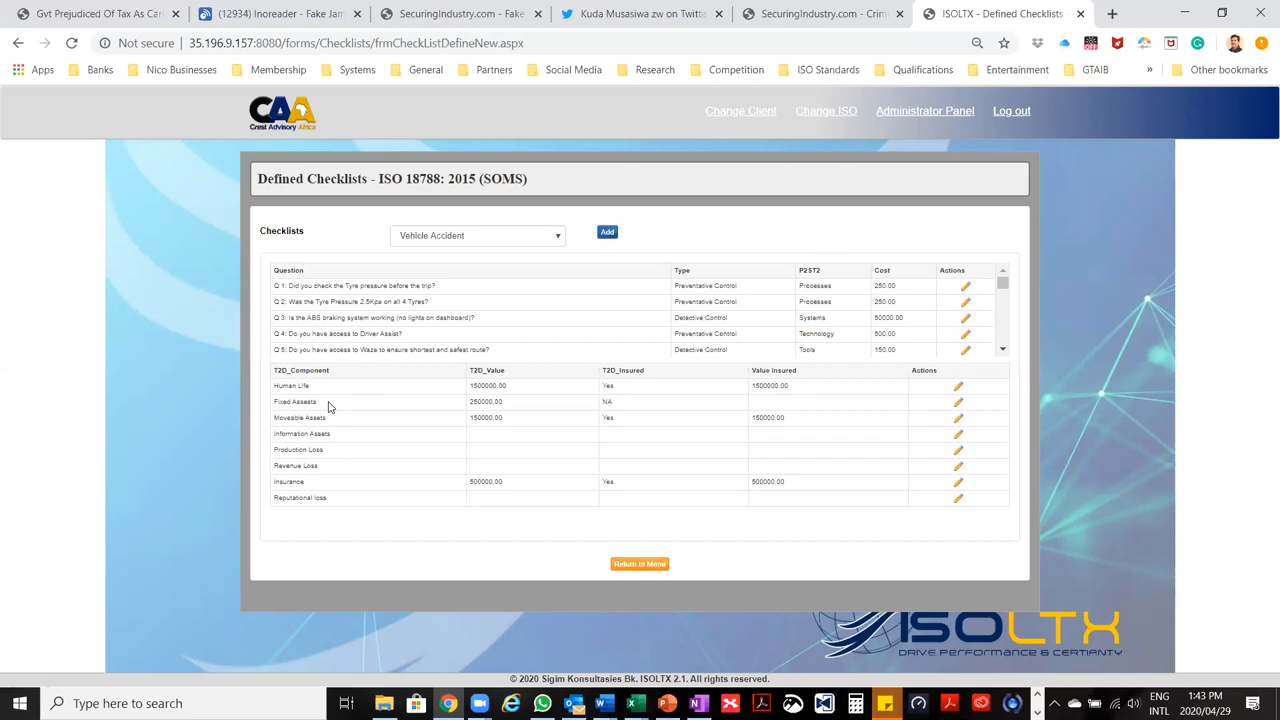 Gvt Prejudiced Of Tax As Car
(12934) Inoreader - Fake Jam
SecuringIndustry.com - Fake
Kuda Musasiwa zw on Twitte
SecuringIndustry.com - Crim
ISOLTX - Defined Checklists -
Not secure
35.196.9.157:8080/forms/Checklist/frmCheckListDefineNew.aspx
Apps
Banks
Nico Businesses
Membership
Systems
General
Partners
Social Media
Research
Competition
ISO Standards
Qualifications
Entertainment
GTAIB
»
Other bookmarks
CAA
Crest Advisory Africa
Change Client
Change ISO
Administrator Panel
Log out
Defined Checklists - ISO 18788: 2015 (SOMS)
Checklists
Vehicle Accident
Add
Question Type P2ST2 Cost Actions
Q 1: Did you check the Tyre pressure before the trip? Preventative Control Processes 250.00
Q 2: Was the Tyre Pressure 2.5Kpa on all 4 Tyres? Preventative Control Processes 250.00
Q 3: Is the ABS braking system working (no lights on dashboard)? Detective Control Systems 50000.00
Q 4: Do you have access to Driver Assist? Preventative Control Technology 500.00
Q 5: Do you have access to Waze to ensure shortest and safest route? Detective Control Tools 150.00
T2D_Component T2D_Value T2D_Insured Value Insured Actions
Human Life 1500000.00 Yes 1500000.00
Fixed Assests 250000.00 NA
Moveable Assets 150000.00 Yes 150000.00
Information Assets
Production Loss
Revenue Loss
Insurance 500000.00 Yes 500000.00
Reputational loss
Return to Menu
ISOLTX
DRIVE PERFORMANCE & CERTIANTY
© 2020 Sigim Konsultasies Bk. ISOLTX 2.1. All rights reserved.
Type here to search
ENG
INTL
1:43 PM
2020/04/29